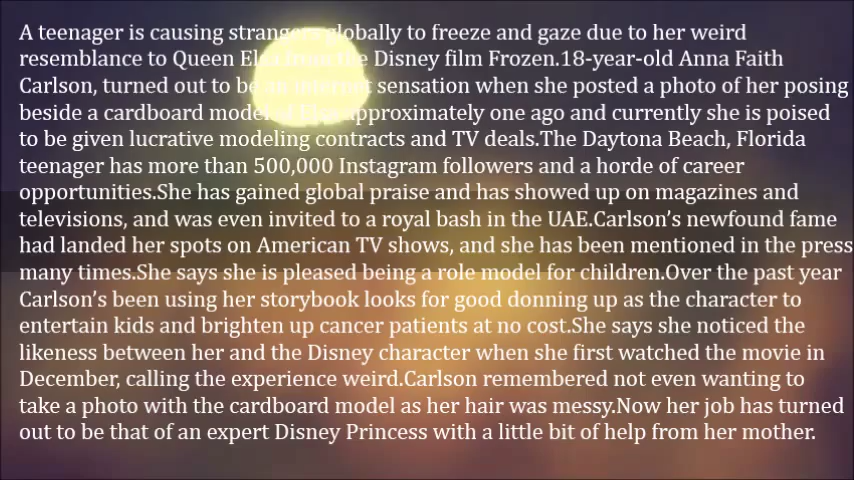 A teenager is causing strangers globally to freeze and gaze due to her weird
resemblance to Queen Elsa from the Disney film Frozen.18-year-old Anna Faith
Carlson, turned out to be an internet sensation when she posted a photo of her posing
beside a cardboard model of Elsa approximately one ago and currently she is poised
to be given lucrative modeling contracts and TV deals.The Daytona Beach, Florida
teenager has more than 500,000 Instagram followers and a horde of career
opportunities.She has gained global praise and has showed up on magazines and
televisions, and was even invited to a royal bash in the UAE.Carlson’s newfound fame
had landed her spots on American TV shows, and she has been mentioned in the press
many times.She says she is pleased being a role model for children.Over the past year
Carlson’s been using her storybook looks for good donning up as the character to
entertain kids and brighten up cancer patients at no cost.She says she noticed the
likeness between her and the Disney character when she first watched the movie in
December, calling the experience weird.Carlson remembered not even wanting to
take a photo with the cardboard model as her hair was messy.Now her job has turned
out to be that of an expert Disney Princess with a little bit of help from her mother.